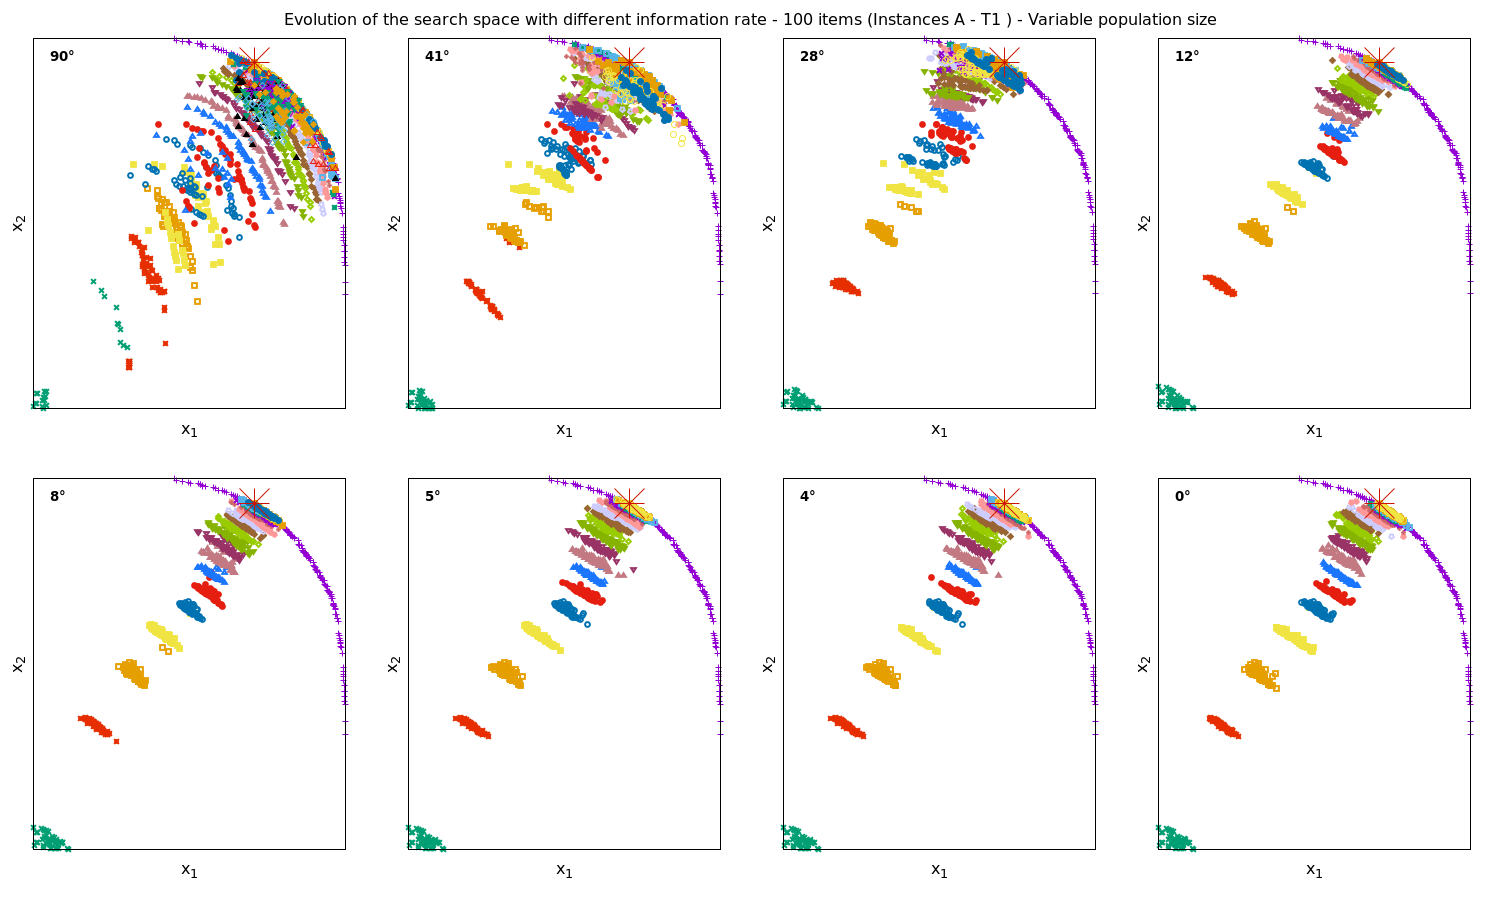 Evolution of the search space with different information rate - 100 items (Instances A - T1 ) - Variable population size
90°
41°
28°
12°
x₂
x₂
x₂
x₂
x₁
x₁
x₁
x₁
8°
5°
4°
0°
x₂
x₂
x₂
x₂
x₁
x₁
x₁
x₁